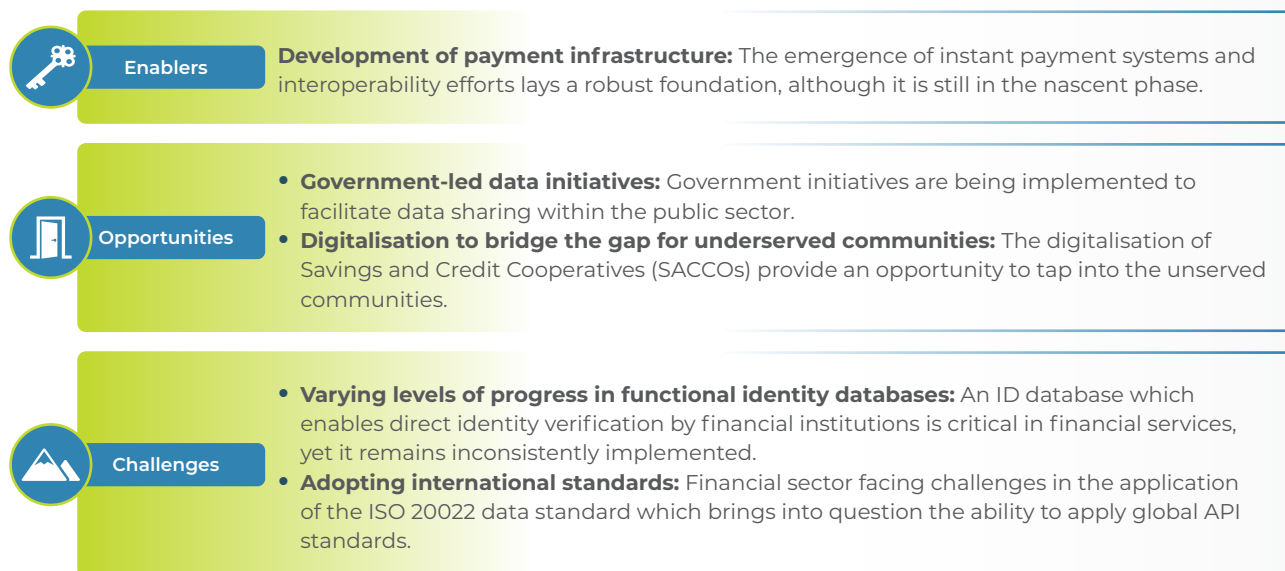 Enablers
Development of payment infrastructure: The emergence of instant payment systems and
interoperability efforts lays a robust foundation, although it is still in the nascent phase.
Opportunities
• Government-led data initiatives: Government initiatives are being implemented to
facilitate data sharing within the public sector.
• Digitalisation to bridge the gap for underserved communities: The digitalisation of
Savings and Credit Cooperatives (SACCOs) provide an opportunity to tap into the unserved
communities.
Challenges
• Varying levels of progress in functional identity databases: An ID database which
enables direct identity verification by financial institutions is critical in financial services,
yet it remains inconsistently implemented.
• Adopting international standards: Financial sector facing challenges in the application
of the ISO 20022 data standard which brings into question the ability to apply global API
standards.